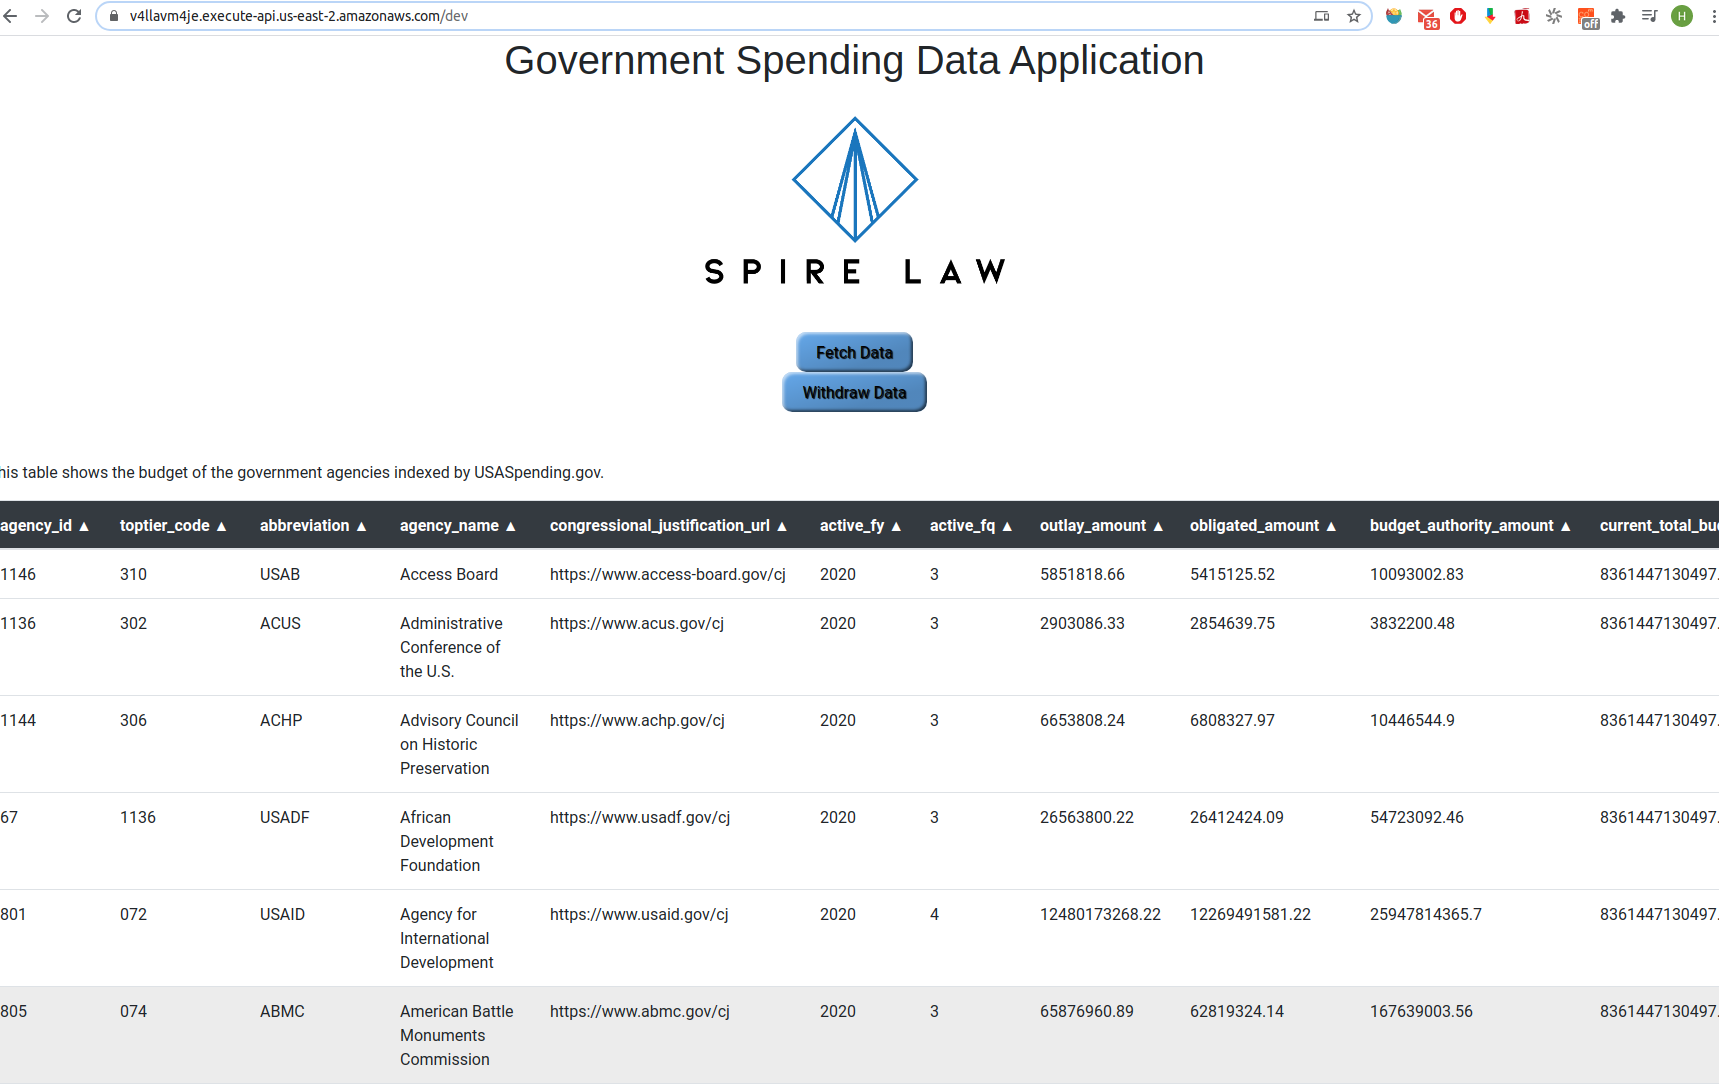 v4llavm4je.execute-api.us-east-2.amazonaws.com/dev
36
off
H
Government Spending Data Application
SPIRE LAW
Fetch Data
Withdraw Data
his table shows the budget of the government agencies indexed by USASpending.gov.
agency_id ▲ toptier_code ▲ abbreviation ▲ agency_name ▲ congressional_justification_url ▲ active_fy ▲ active_fq ▲ outlay_amount ▲ obligated_amount ▲ budget_authority_amount ▲ current_total_bu
1146 310 USAB Access Board https://www.access-board.gov/cj 2020 3 5851818.66 5415125.52 10093002.83 8361447130497.
1136 302 ACUS Administrative https://www.acus.gov/cj 2020 3 2903086.33 2854639.75 3832200.48 8361447130497.
Conference of
the U.S.
1144 306 ACHP Advisory Council https://www.achp.gov/cj 2020 3 6653808.24 6808327.97 10446544.9 8361447130497.
on Historic
Preservation
67 1136 USADF African https://www.usadf.gov/cj 2020 3 26563800.22 26412424.09 54723092.46 8361447130497.
Development
Foundation
801 072 USAID Agency for https://www.usaid.gov/cj 2020 4 12480173268.22 12269491581.22 25947814365.7 8361447130497.
International
Development
805 074 ABMC American Battle https://www.abmc.gov/cj 2020 3 65876960.89 62819324.14 167639003.56 8361447130497.
Monuments
Commission